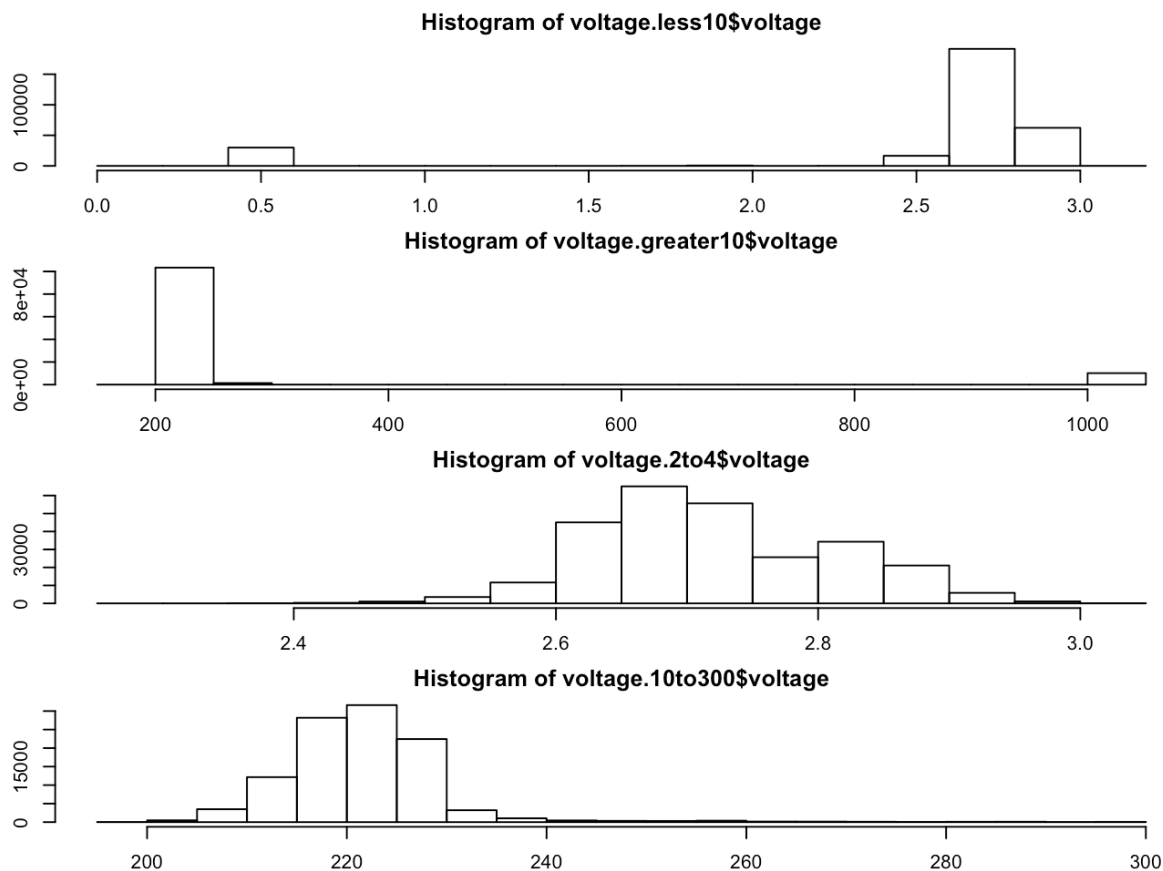 Histogram of voltage.less10$voltage
100000
0
0.0 0.5 1.0 1.5 2.0 2.5 3.0
Histogram of voltage.greater10$voltage
8e+04
0e+00
200 400 600 800 1000
Histogram of voltage.2to4$voltage
30000
0
2.4 2.6 2.8 3.0
Histogram of voltage.10to300$voltage
15000
0
200 220 240 260 280 300